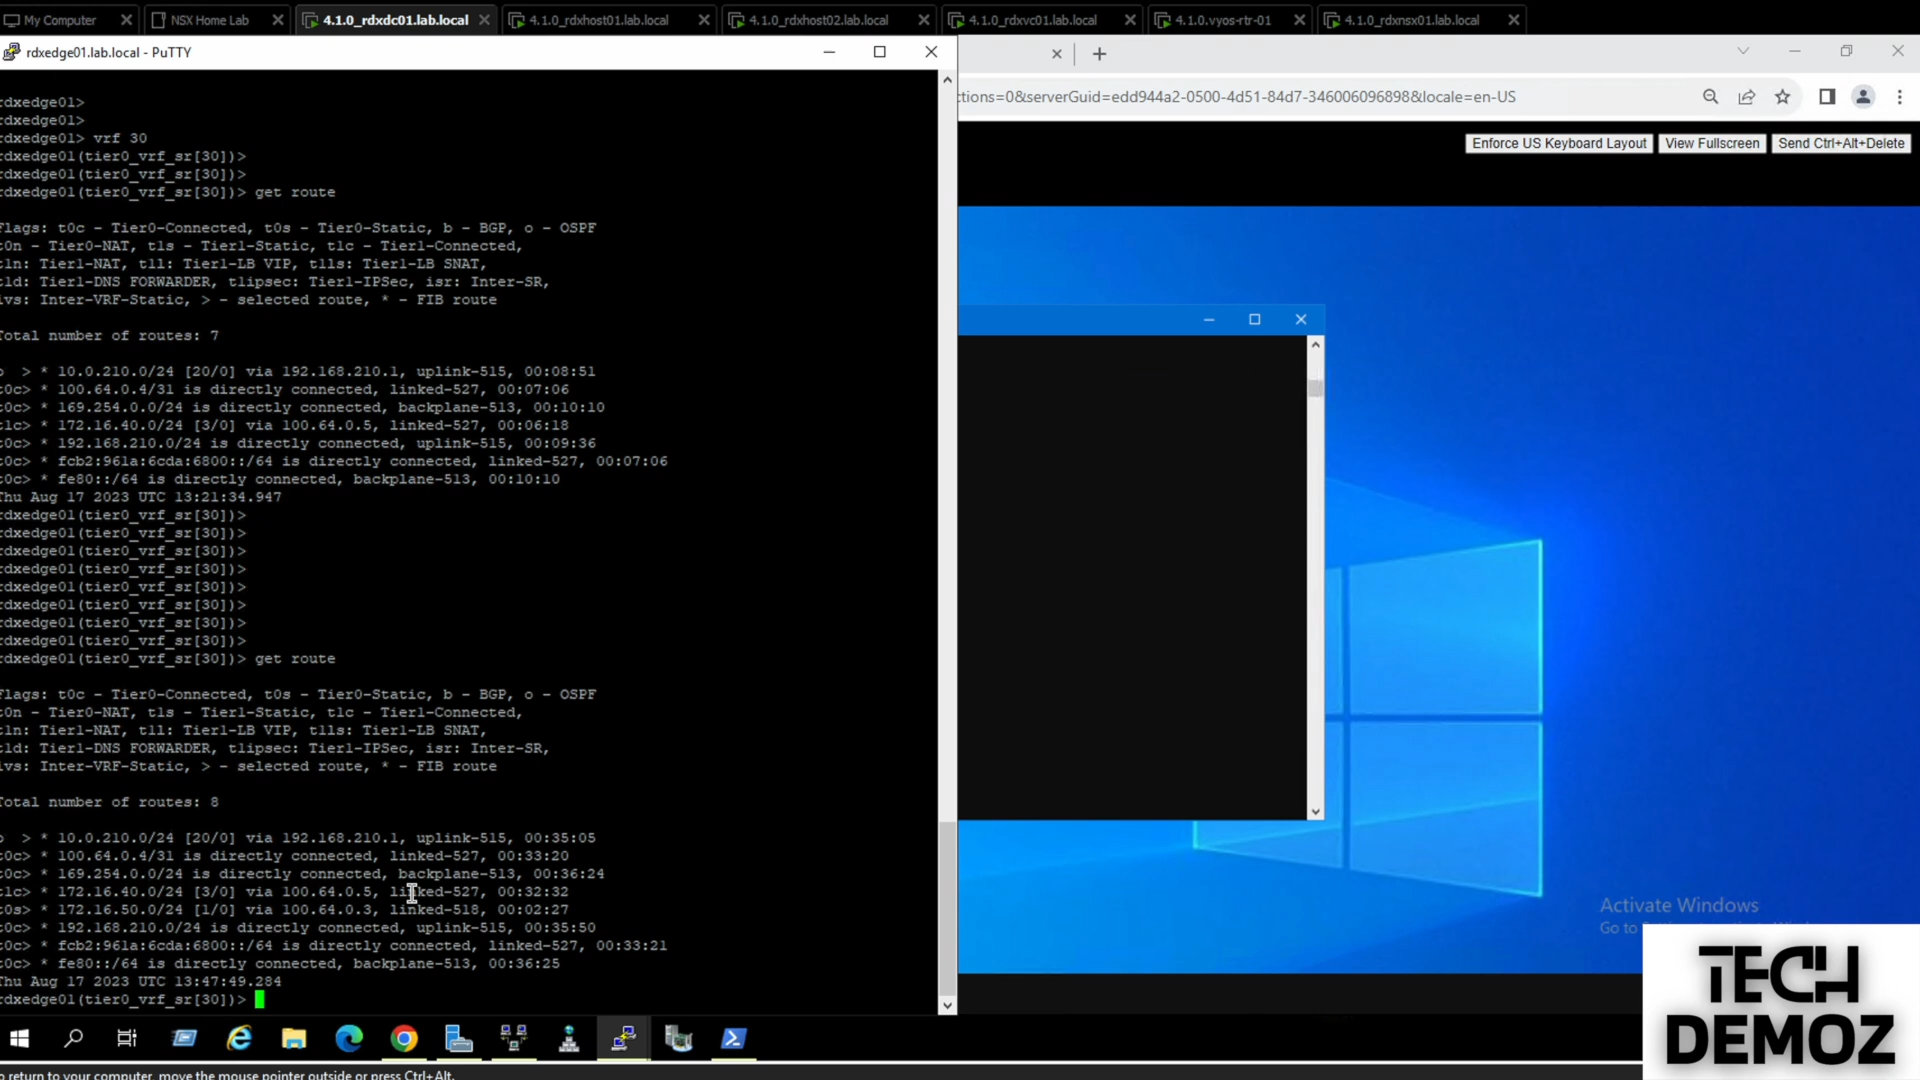 My Computer
NSX Home Lab
4.1.0_rdxdc01.lab.local
4.1.0_rdxhost01.lab.local
4.1.0_rdxhost02.lab.local
4.1.0_rdxvc01.lab.local
4.1.0.vyos-rtr-01
4.1.0_rdxnsx01.lab.local
rdxedge01.lab.local - PuTTY
ctions=0&serverGuid=edd944a2-0500-4d51-84d7-346006096898&locale=en-US
Enforce US Keyboard Layout
View Fullscreen
Send Ctrl+Alt+Delete
rdxedge01>
rdxedge01>
rdxedge01> vrf 30
rdxedge01(tier0_vrf_sr[30])>
rdxedge01(tier0_vrf_sr[30])>
rdxedge01(tier0_vrf_sr[30])> get route
Flags: t0c - Tier0-Connected, t0s - Tier0-Static, b - BGP, o - OSPF
t0n - Tier0-NAT, t1s - Tier1-Static, t1c - Tier1-Connected,
t1n: Tier1-NAT, t1l: Tier1-LB VIP, t1ls: Tier1-LB SNAT,
t1d: Tier1-DNS FORWARDER, t1ipsec: Tier1-IPSec, isr: Inter-SR,
ivs: Inter-VRF-Static, > - selected route, * - FIB route
Total number of routes: 7
b > * 10.0.210.0/24 [20/0] via 192.168.210.1, uplink-515, 00:08:51
t0c> * 100.64.0.4/31 is directly connected, linked-527, 00:07:06
t0c> * 169.254.0.0/24 is directly connected, backplane-513, 00:10:10
t1c> * 172.16.40.0/24 [3/0] via 100.64.0.5, linked-527, 00:06:18
t0c> * 192.168.210.0/24 is directly connected, uplink-515, 00:09:36
t0c> * fcb2:961a:6cda:6800::/64 is directly connected, linked-527, 00:07:06
t0c> * fe80::/64 is directly connected, backplane-513, 00:10:10
Thu Aug 17 2023 UTC 13:21:34.947
rdxedge01(tier0_vrf_sr[30])>
rdxedge01(tier0_vrf_sr[30])>
rdxedge01(tier0_vrf_sr[30])>
rdxedge01(tier0_vrf_sr[30])>
rdxedge01(tier0_vrf_sr[30])>
rdxedge01(tier0_vrf_sr[30])>
rdxedge01(tier0_vrf_sr[30])>
rdxedge01(tier0_vrf_sr[30])>
rdxedge01(tier0_vrf_sr[30])> get route
Flags: t0c - Tier0-Connected, t0s - Tier0-Static, b - BGP, o - OSPF
t0n - Tier0-NAT, t1s - Tier1-Static, t1c - Tier1-Connected,
t1n: Tier1-NAT, t1l: Tier1-LB VIP, t1ls: Tier1-LB SNAT,
t1d: Tier1-DNS FORWARDER, t1ipsec: Tier1-IPSec, isr: Inter-SR,
ivs: Inter-VRF-Static, > - selected route, * - FIB route
Total number of routes: 8
b > * 10.0.210.0/24 [20/0] via 192.168.210.1, uplink-515, 00:35:05
t0c> * 100.64.0.4/31 is directly connected, linked-527, 00:33:20
t0c> * 169.254.0.0/24 is directly connected, backplane-513, 00:36:24
t1c> * 172.16.40.0/24 [3/0] via 100.64.0.5, linked-527, 00:32:32
t0s> * 172.16.50.0/24 [1/0] via 100.64.0.3, linked-518, 00:02:27
t0c> * 192.168.210.0/24 is directly connected, uplink-515, 00:35:50
t0c> * fcb2:961a:6cda:6800::/64 is directly connected, linked-527, 00:33:21
t0c> * fe80::/64 is directly connected, backplane-513, 00:36:25
Thu Aug 17 2023 UTC 13:47:49.284
rdxedge01(tier0_vrf_sr[30])>
Activate Windows
Go to
TECH
DEMOZ
o return to your computer, move the mouse pointer outside or press Ctrl+Alt.